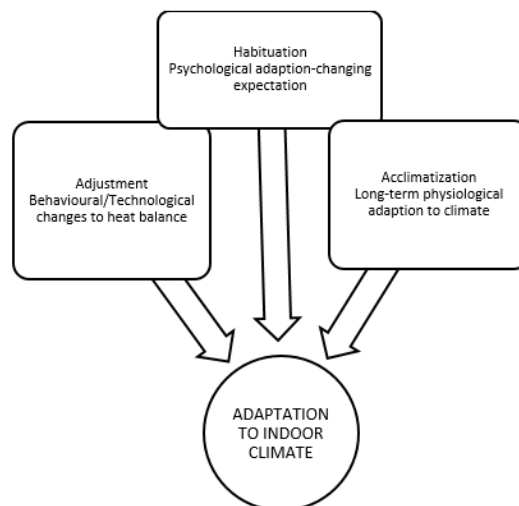 Habituation
Psychological adaption-changing
expectation
Adjustment
Behavioural/Technological
changes to heat balance
Acclimatization
Long-term physiological
adaption to climate
ADAPTATION
TO INDOOR
CLIMATE